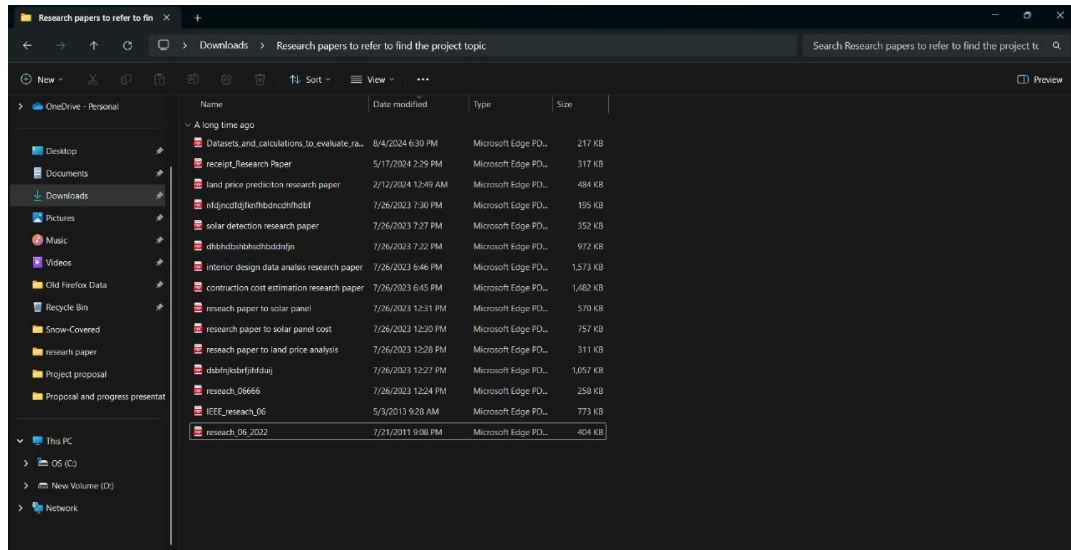 Research papers to refer to fin
Downloads > Research papers to refer to find the project topic
Search Research papers to refer to find the project tc
New
Sort
View
Preview
OneDrive - Personal
Desktop
Documents
Downloads
Pictures
Music
Videos
Old Firefox Data
Recycle Bin
Snow-Covered
researh paper
Project proposal
Proposal and progress presentat
This PC
OS (C:)
New Volume (D:)
Network
Name Date modified Type Size
A long time ago
Datasets_and_calculations_to_evaluate_ra... 8/4/2024 6:30 PM Microsoft Edge PD... 217 KB
receipt_Research Paper 5/17/2024 2:29 PM Microsoft Edge PD... 317 KB
land price prediciton research paper 2/12/2024 12:49 AM Microsoft Edge PD... 484 KB
7/26/2023 7:30 PM Microsoft Edge PD... 195 KB
solar detection research paper 7/26/2023 7:27 PM Microsoft Edge PD... 352 KB
dhbhdbshbhsdhbddnfjn 7/26/2023 7:22 PM Microsoft Edge PD... 972 KB
interior design data analsis research paper 7/26/2023 6:46 PM Microsoft Edge PD... 1,573 KB
contruction cost estimation research paper 7/26/2023 6:45 PM Microsoft Edge PD... 1,482 KB
reseach paper to solar panel 7/26/2023 12:31 PM Microsoft Edge PD... 570 KB
research paper to solar panel cost 7/26/2023 12:30 PM Microsoft Edge PD... 757 KB
reseach paper to land price analysis 7/26/2023 12:28 PM Microsoft Edge PD... 311 KB
dsbfnjksbrfjihfduij 7/26/2023 12:27 PM Microsoft Edge PD... 1,057 KB
reseach_06666 7/26/2023 12:24 PM Microsoft Edge PD... 258 KB
IEEE_reseach_06 5/3/2013 9:28 AM Microsoft Edge PD... 773 KB
reseach_06_2022 7/21/2011 9:08 PM Microsoft Edge PD... 404 KB